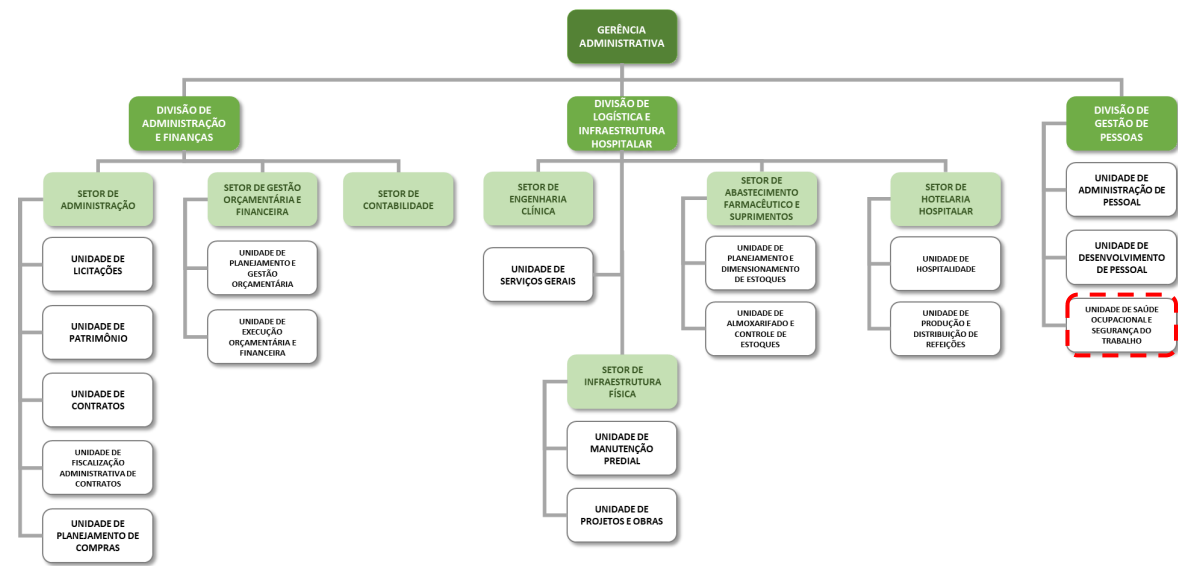 GERÊNCIA
ADMINISTRATIVA
DIVISÃO DE
ADMINISTRAÇÃO
E FINANÇAS
DIVISÃO DE
LOGÍSTICA E
INFRAESTRUTURA
HOSPITALAR
DIVISÃO DE
GESTÃO DE
PESSOAS
SETOR DE
ADMINISTRAÇÃO
SETOR DE GESTÃO
ORÇAMENTÁRIA E
FINANCEIRA
SETOR DE
CONTABILIDADE
SETOR DE
ENGENHARIA
CLÍNICA
SETOR DE
ABASTECIMENTO
FARMACÊUTICO E
SUPRIMENTOS
SETOR DE
HOTELARIA
HOSPITALAR
UNIDADE DE
ADMINISTRAÇÃO DE
PESSOAL
UNIDADE DE
LICITAÇÕES
UNIDADE DE
PLANEJAMENTO E
GESTÃO
ORÇAMENTÁRIA
UNIDADE DE
SERVIÇOS GERAIS
UNIDADE DE
PLANEJAMENTO E
DIMENSIONAMENTO
DE ESTOQUES
UNIDADE DE
HOSPITALIDADE
UNIDADE DE
DESENVOLVIMENTO
DE PESSOAL
UNIDADE DE
PATRIMÔNIO
UNIDADE DE
EXECUÇÃO
ORÇAMENTÁRIA E
FINANCEIRA
UNIDADE DE
ALMOXARIFADO E
CONTROLE DE
ESTOQUES
UNIDADE DE
PRODUÇÃO E
DISTRIBUIÇÃO DE
REFEIÇÕES
UNIDADE DE SAÚDE
OCUPACIONAL E
SEGURANÇA DO
TRABALHO
SETOR DE
INFRAESTRUTURA
FÍSICA
UNIDADE DE
CONTRATOS
UNIDADE DE
MANUTENÇÃO
PREDIAL
UNIDADE DE
FISCALIZAÇÃO
ADMINISTRATIVA DE
CONTRATOS
UNIDADE DE
PROJETOS E OBRAS
UNIDADE DE
PLANEJAMENTO DE
COMPRAS